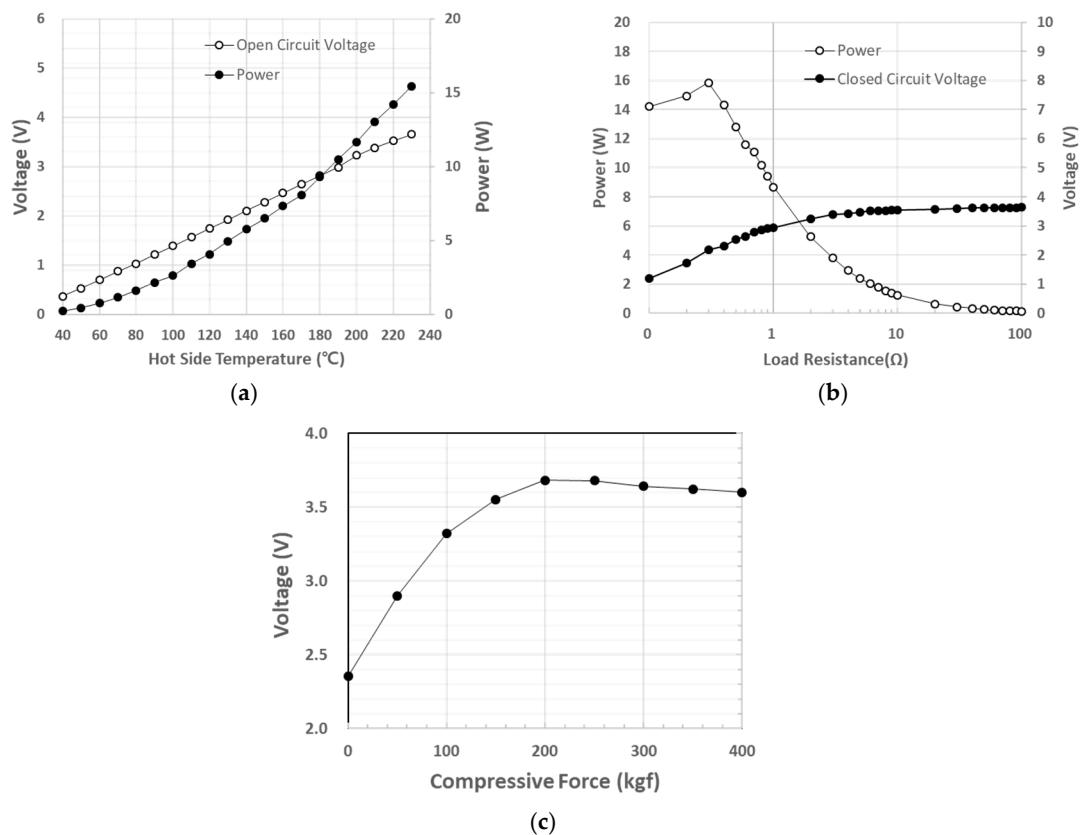 6
5
4
3
2
1
0
Voltage (V)
20
15
10
5
0
Power (W)
Open Circuit Voltage
Power
40 60 80 100 120 140 160 180 200 220 240
Hot Side Temperature (℃)
(a)
20
18
16
14
12
10
8
6
4
2
0
Power (W)
10
9
8
7
6
5
4
3
2
1
0
Voltage (V)
Power
Closed Circuit Voltage
0 1 10 100
Load Resistance(Ω)
(b)
4.0
3.5
3.0
2.5
2.0
Voltage (V)
0 100 200 300 400
Compressive Force (kgf)
(c)